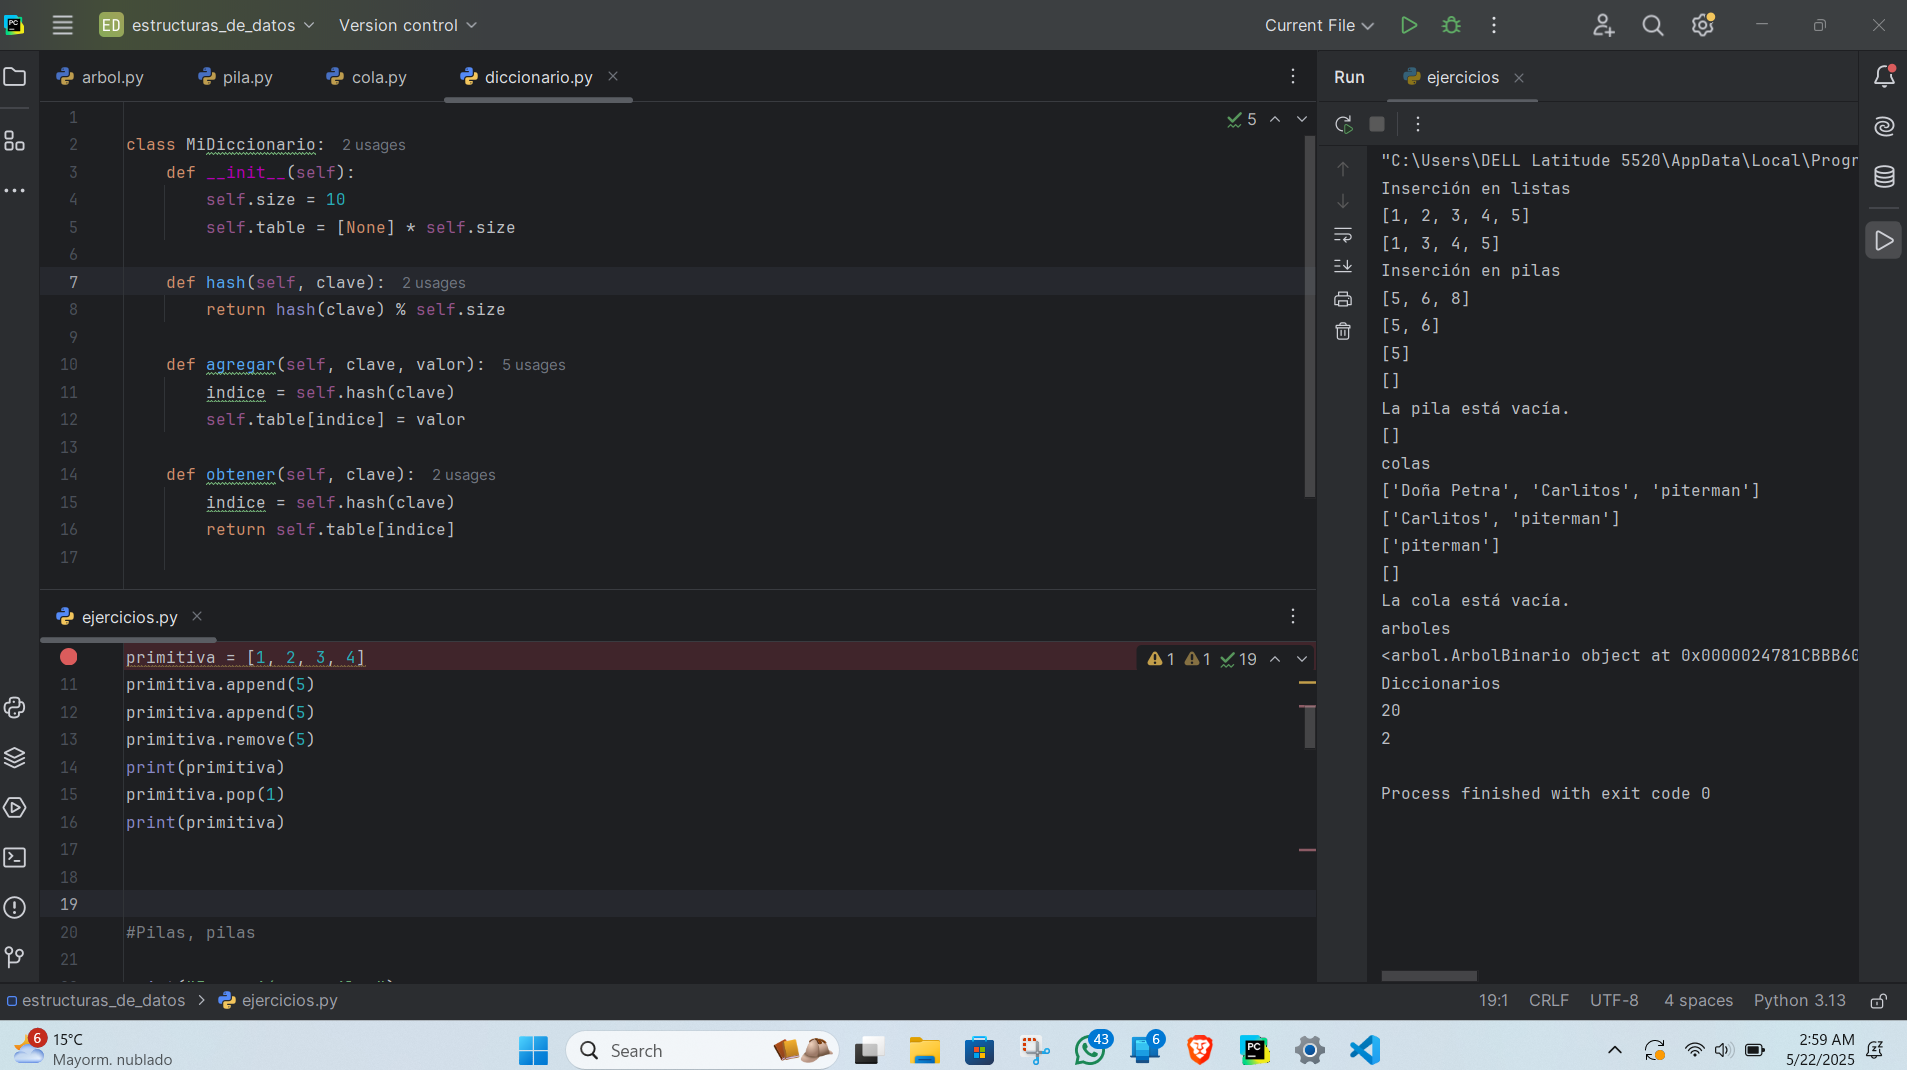 PC
ED estructuras_de_datos
Version control
Current File
arbol.py
pila.py
cola.py
diccionario.py
5
1
2 class MiDiccionario: 2 usages
3 def __init__(self):
4 self.size = 10
5 self.table = [None] * self.size
6
7 def hash(self, clave): 2 usages
8 return hash(clave) % self.size
9
10 def agregar(self, clave, valor): 5 usages
11 indice = self.hash(clave)
12 self.table[indice] = valor
13
14 def obtener(self, clave): 2 usages
15 indice = self.hash(clave)
16 return self.table[indice]
17
ejercicios.py
primitiva = [1, 2, 3, 4]
1 1 19
11 primitiva.append(5)
12 primitiva.append(5)
13 primitiva.remove(5)
14 print(primitiva)
15 primitiva.pop(1)
16 print(primitiva)
17
18
19
20 #Pilas, pilas
21
Run
ejercicios
"C:\Users\DELL Latitude 5520\AppData\Local\Progr
Inserción en listas
[1, 2, 3, 4, 5]
[1, 3, 4, 5]
Inserción en pilas
[5, 6, 8]
[5, 6]
[5]
[]
La pila está vacía.
[]
colas
['Doña Petra', 'Carlitos', 'piterman']
['Carlitos', 'piterman']
['piterman']
[]
La cola está vacía.
arboles
<arbol.ArbolBinario object at 0x0000024781CBBB60
Diccionarios
20
2
Process finished with exit code 0
estructuras_de_datos > ejercicios.py
19:1 CRLF UTF-8 4 spaces Python 3.13
6
15°C
Mayorm. nublado
Search
43
6
PC
2:59 AM
5/22/2025